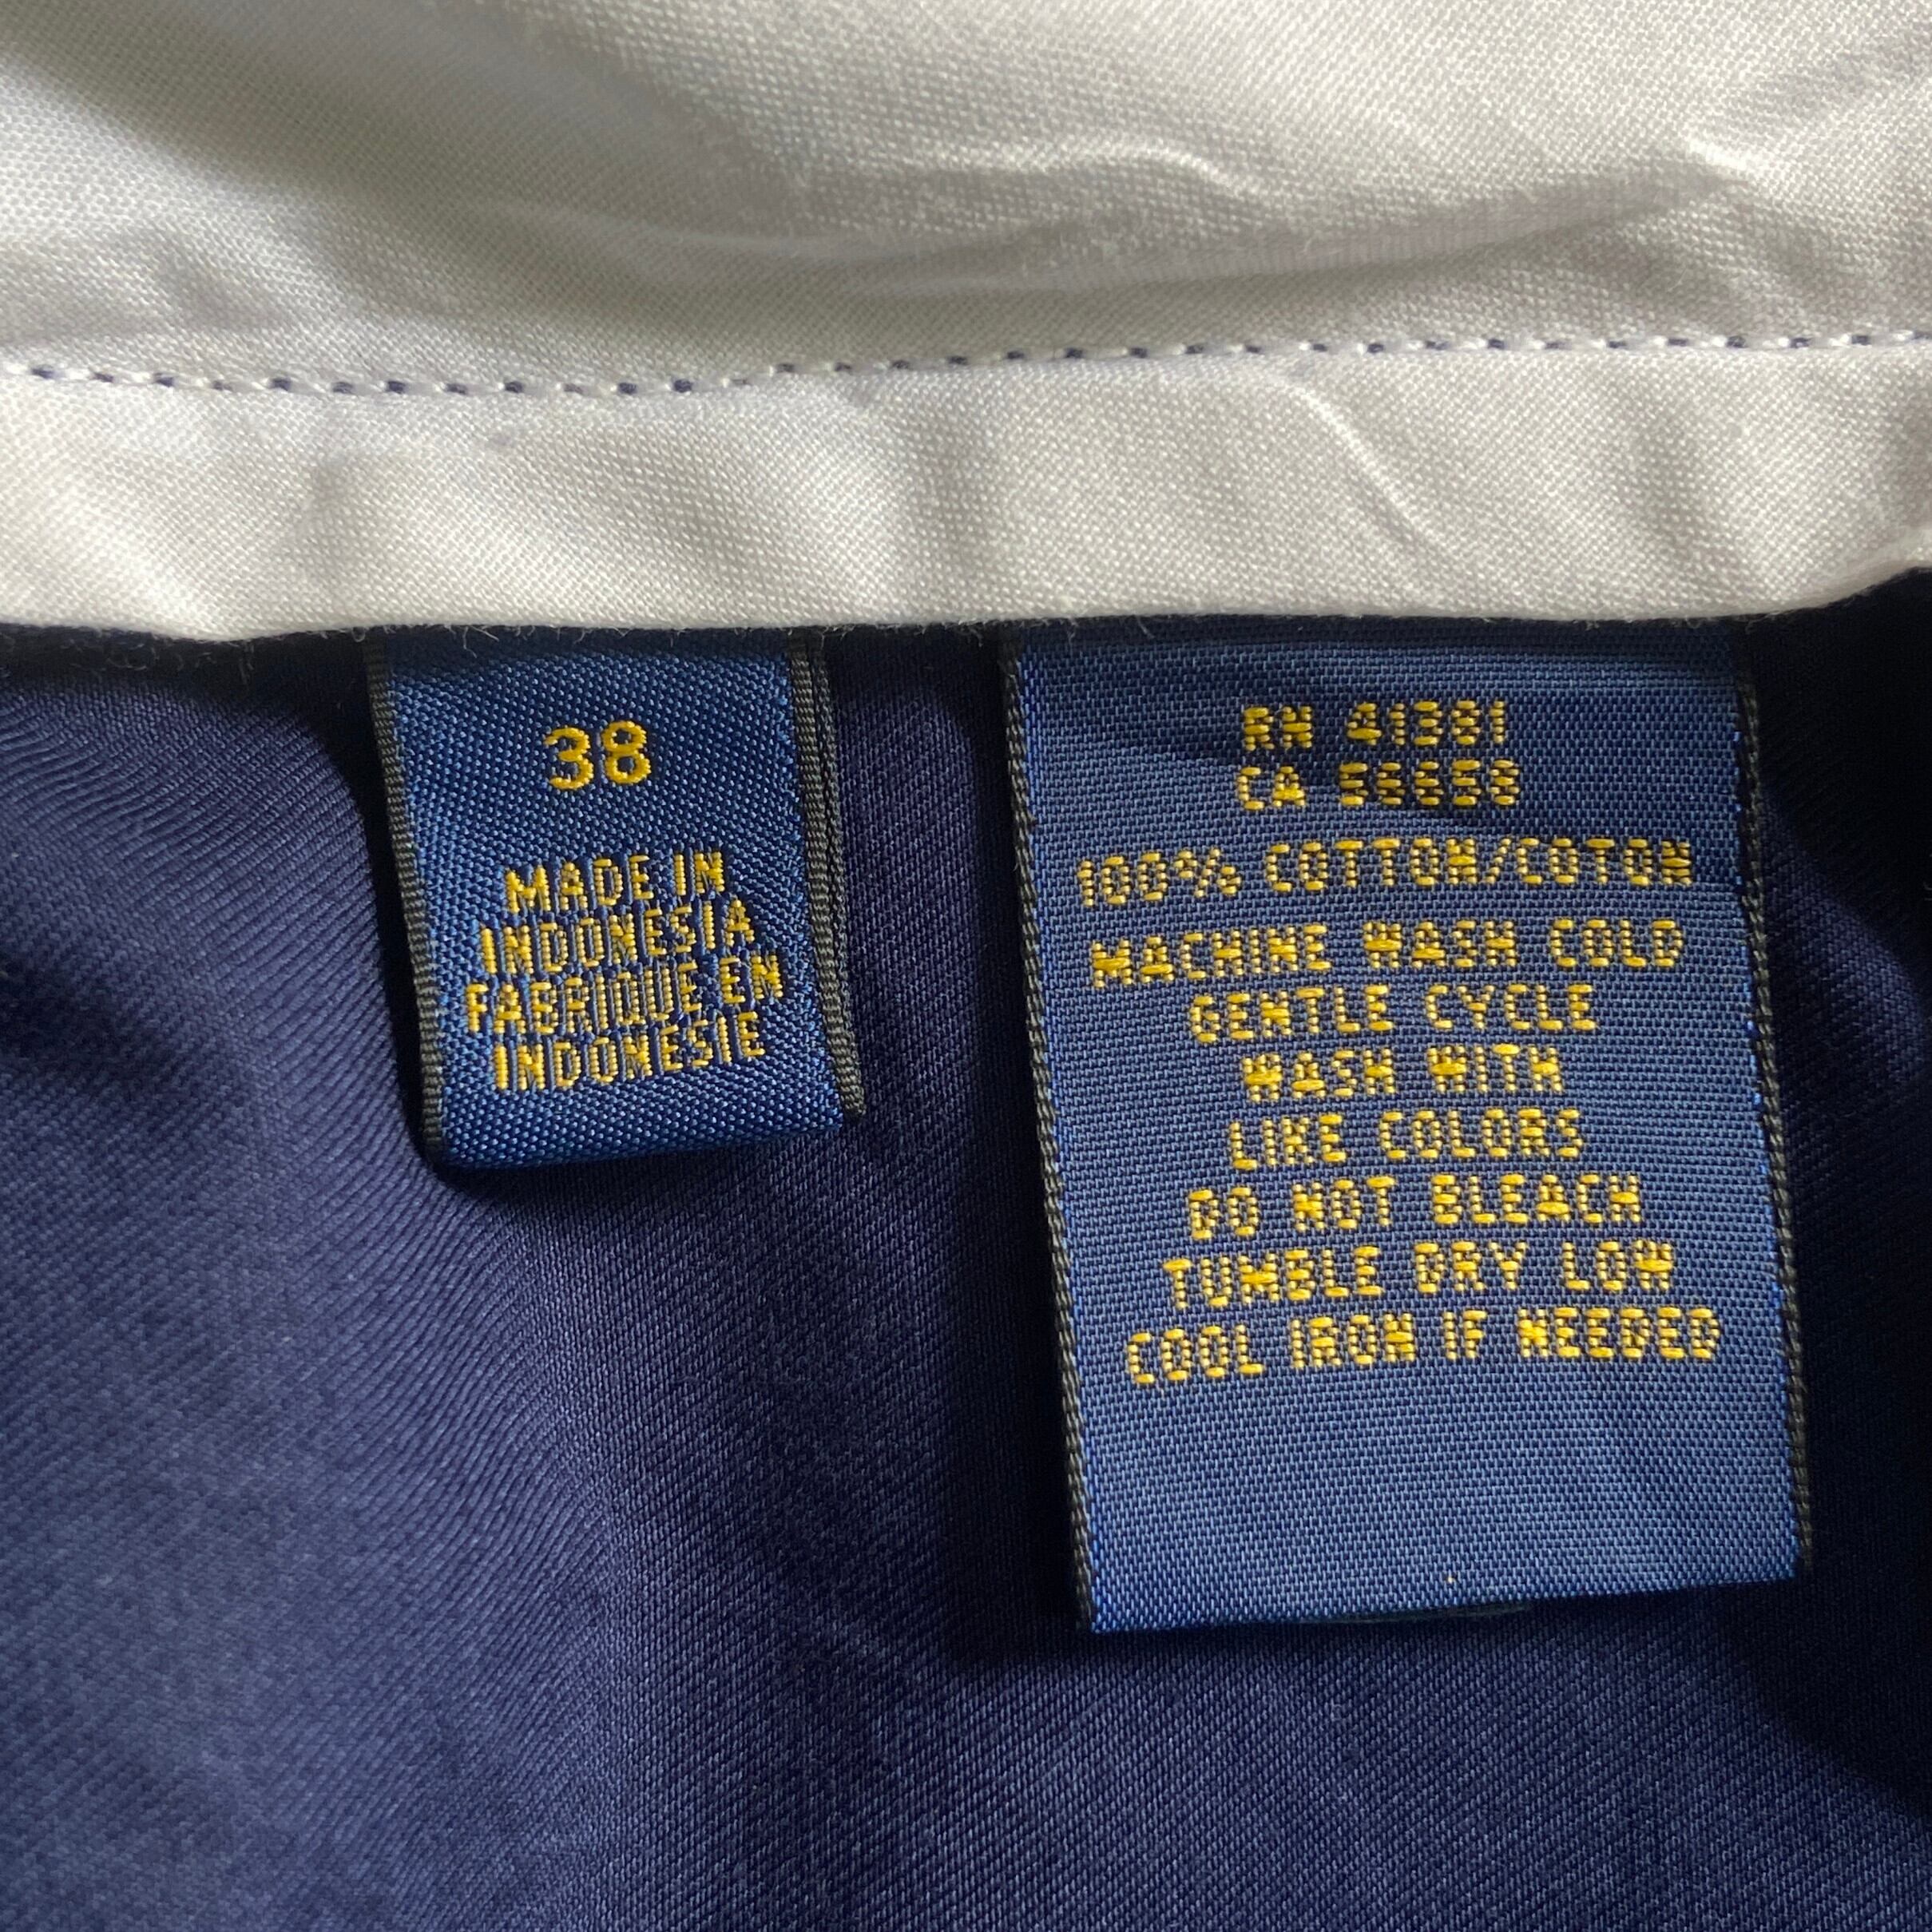 38
MADE IN
INDONESIA
FABRIQUE EN
INDONESIE
RN 41381
CA 56658
100% COTTON/COTON
MACHINE WASH COLD
GENTLE CYCLE
WASH WITH
LIKE COLORS
DO NOT BLEACH
TUMBLE DRY LOW
COOL IRON IF NEEDED